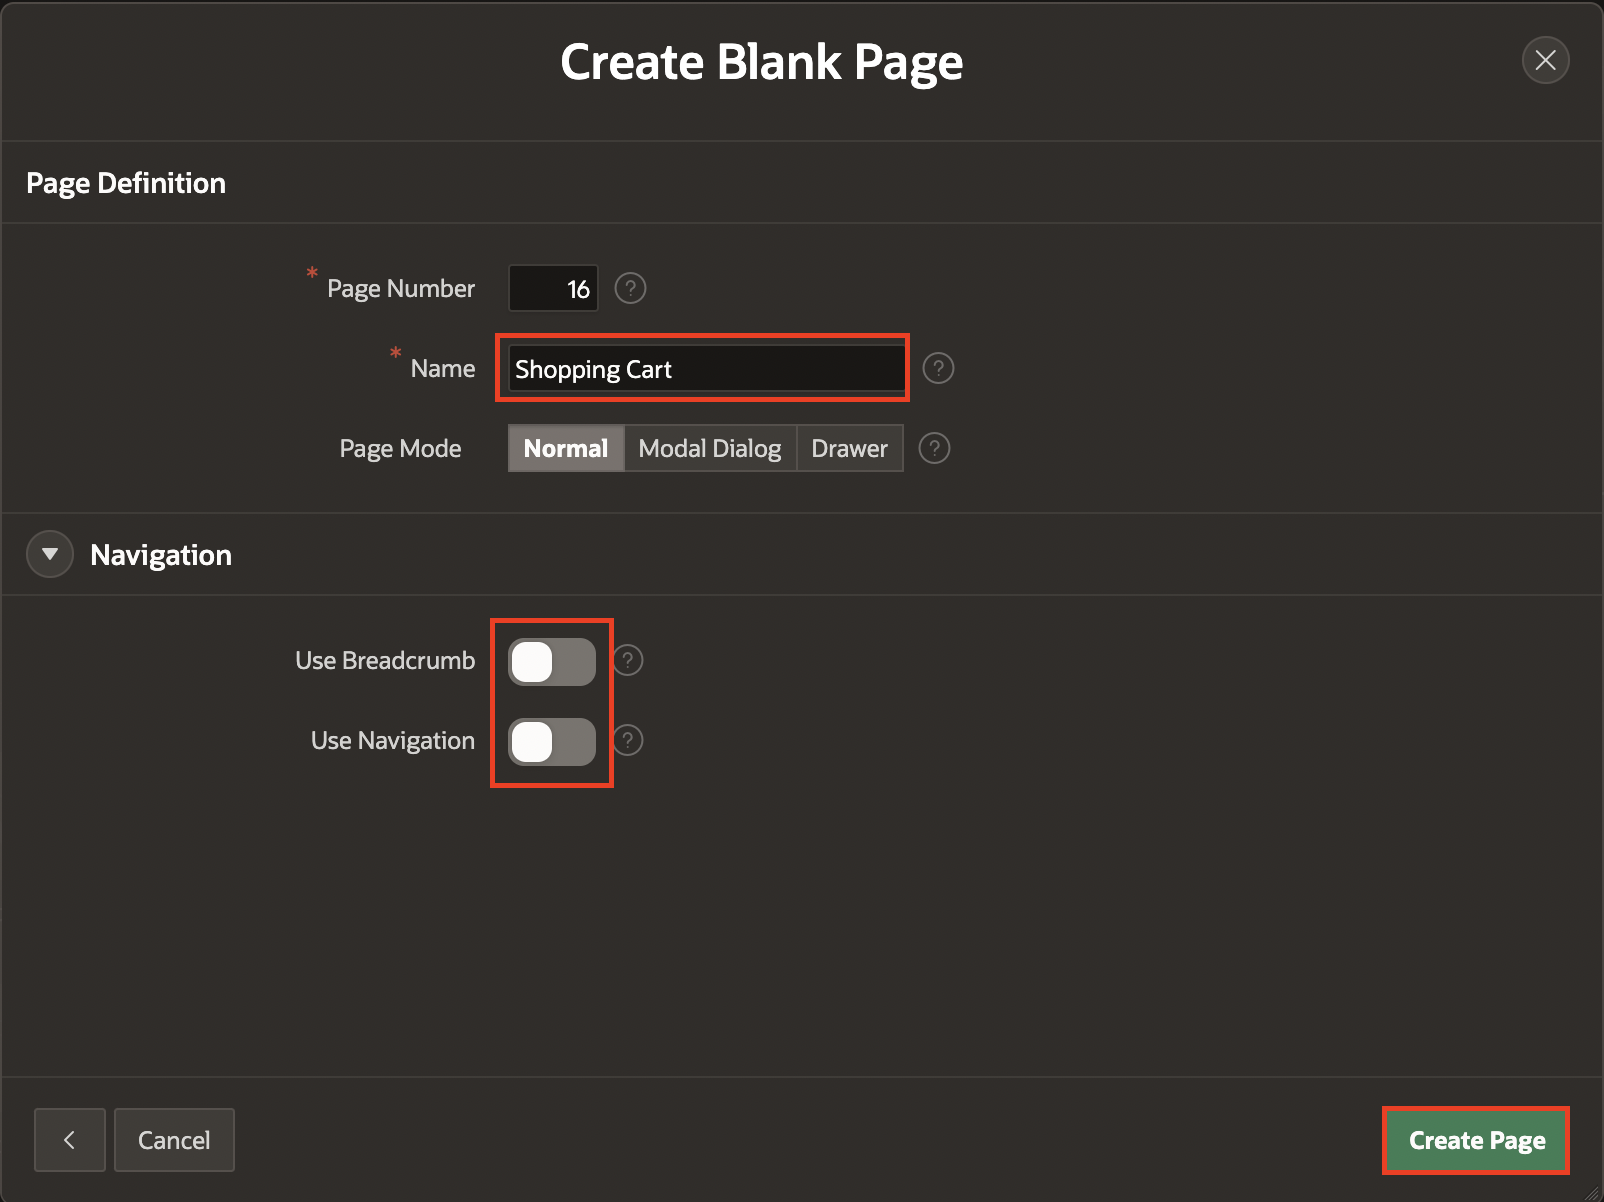 Create Blank Page
Page Definition
* Page Number 16 ?
* Name Shopping Cart ?
Page Mode Normal Modal Dialog Drawer ?
Navigation
Use Breadcrumb ?
Use Navigation ?
Cancel Create Page